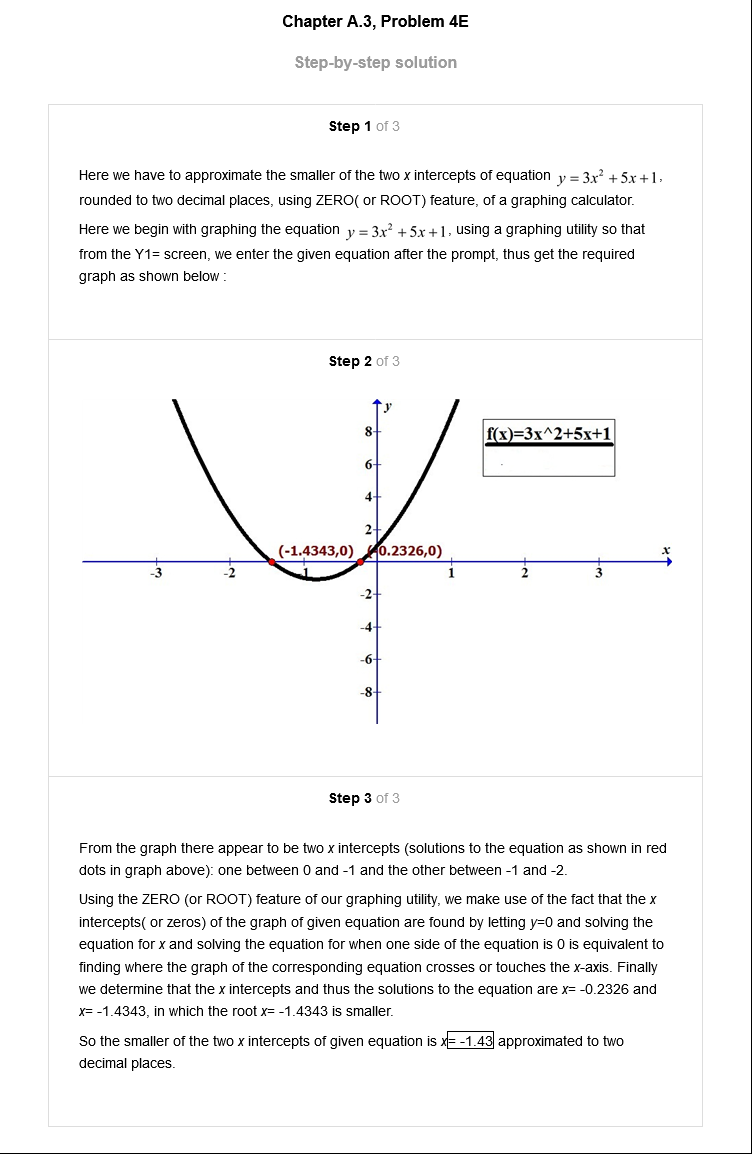 Chapter A.3, Problem 4E
Step-by-step solution
Step 1 of 3
Here we have to approximate the smaller of the two x intercepts of equation y = 3x² + 5x + 1,
rounded to two decimal places, using ZERO( or ROOT) feature, of a graphing calculator.
Here we begin with graphing the equation y = 3x² + 5x + 1, using a graphing utility so that
from the Y1= screen, we enter the given equation after the prompt, thus get the required
graph as shown below :
Step 2 of 3
y
f(x)=3x^2+5x+1
8
6
4
2
(-1.4343,0) (-0.2326,0)
x
-3 -2 -1 1 2 3
-2
-4
-6
-8
Step 3 of 3
From the graph there appear to be two x intercepts (solutions to the equation as shown in red
dots in graph above): one between 0 and -1 and the other between -1 and -2.
Using the ZERO (or ROOT) feature of our graphing utility, we make use of the fact that the x
intercepts( or zeros) of the graph of given equation are found by letting y=0 and solving the
equation for x and solving the equation for when one side of the equation is 0 is equivalent to
finding where the graph of the corresponding equation crosses or touches the x-axis. Finally
we determine that the x intercepts and thus the solutions to the equation are x= -0.2326 and
x= -1.4343, in which the root x= -1.4343 is smaller.
So the smaller of the two x intercepts of given equation is x= -1.43 approximated to two
decimal places.